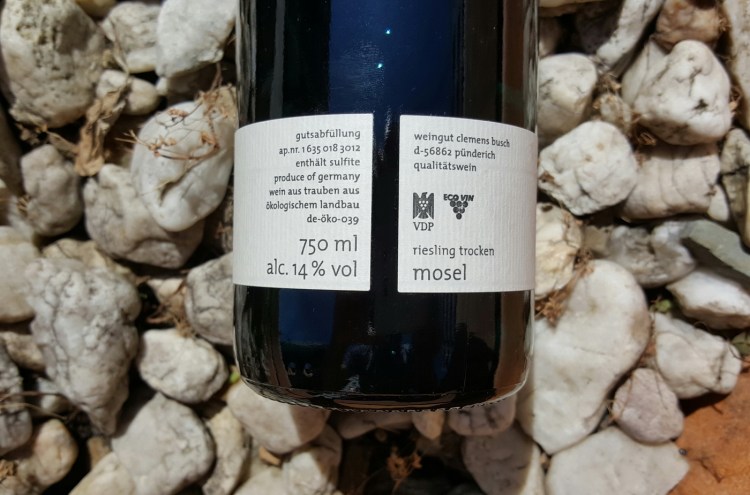 gutsabfüllung
ap.nr. 1 635 018 3012
enthält sulfite
produce of germany
wein aus trauben aus
ökologischem landbau
de-öko-039
750 ml
alc. 14 % vol
weingut clemens busch
d-56862 pünderich
qualitätswein
VDP
ECO VIN
riesling trocken
mosel